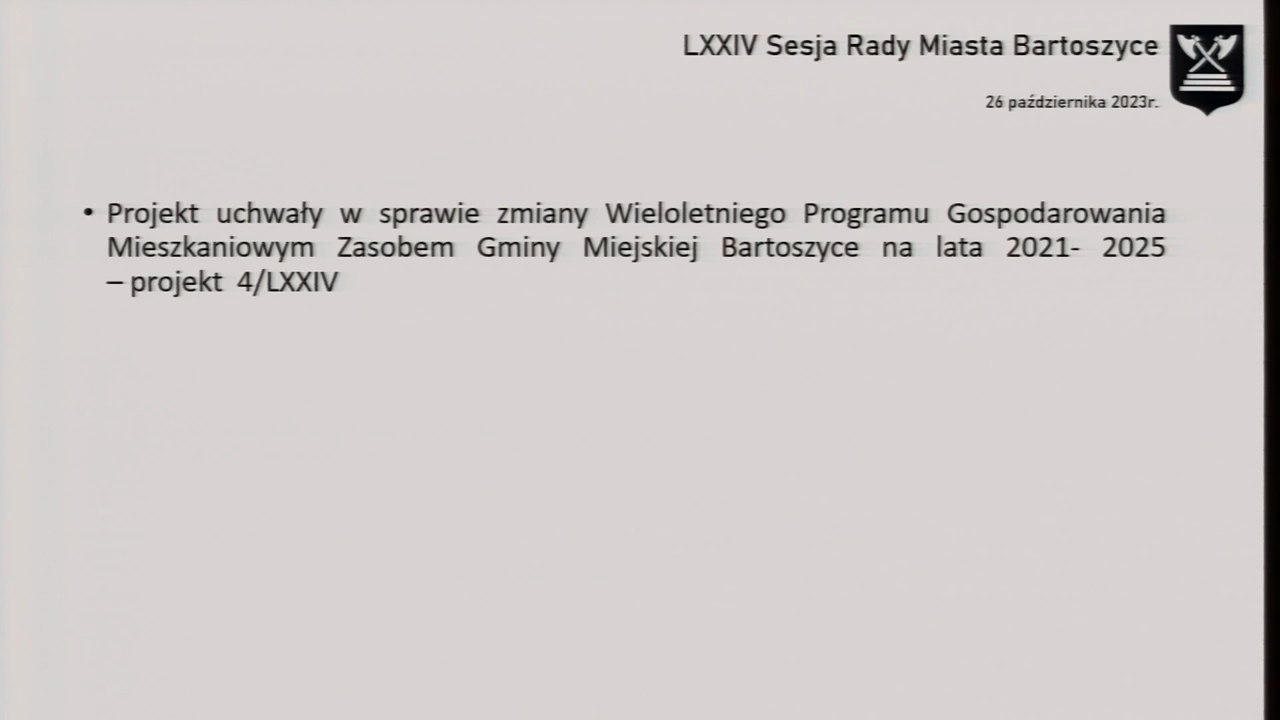 LXXIV Sesja Rady Miasta Bartoszyce
26 października 2023r.
• Projekt uchwały w sprawie zmiany Wieloletniego Programu Gospodarowania
Mieszkaniowym Zasobem Gminy Miejskiej Bartoszyce na lata 2021- 2025
– projekt 4/LXXIV